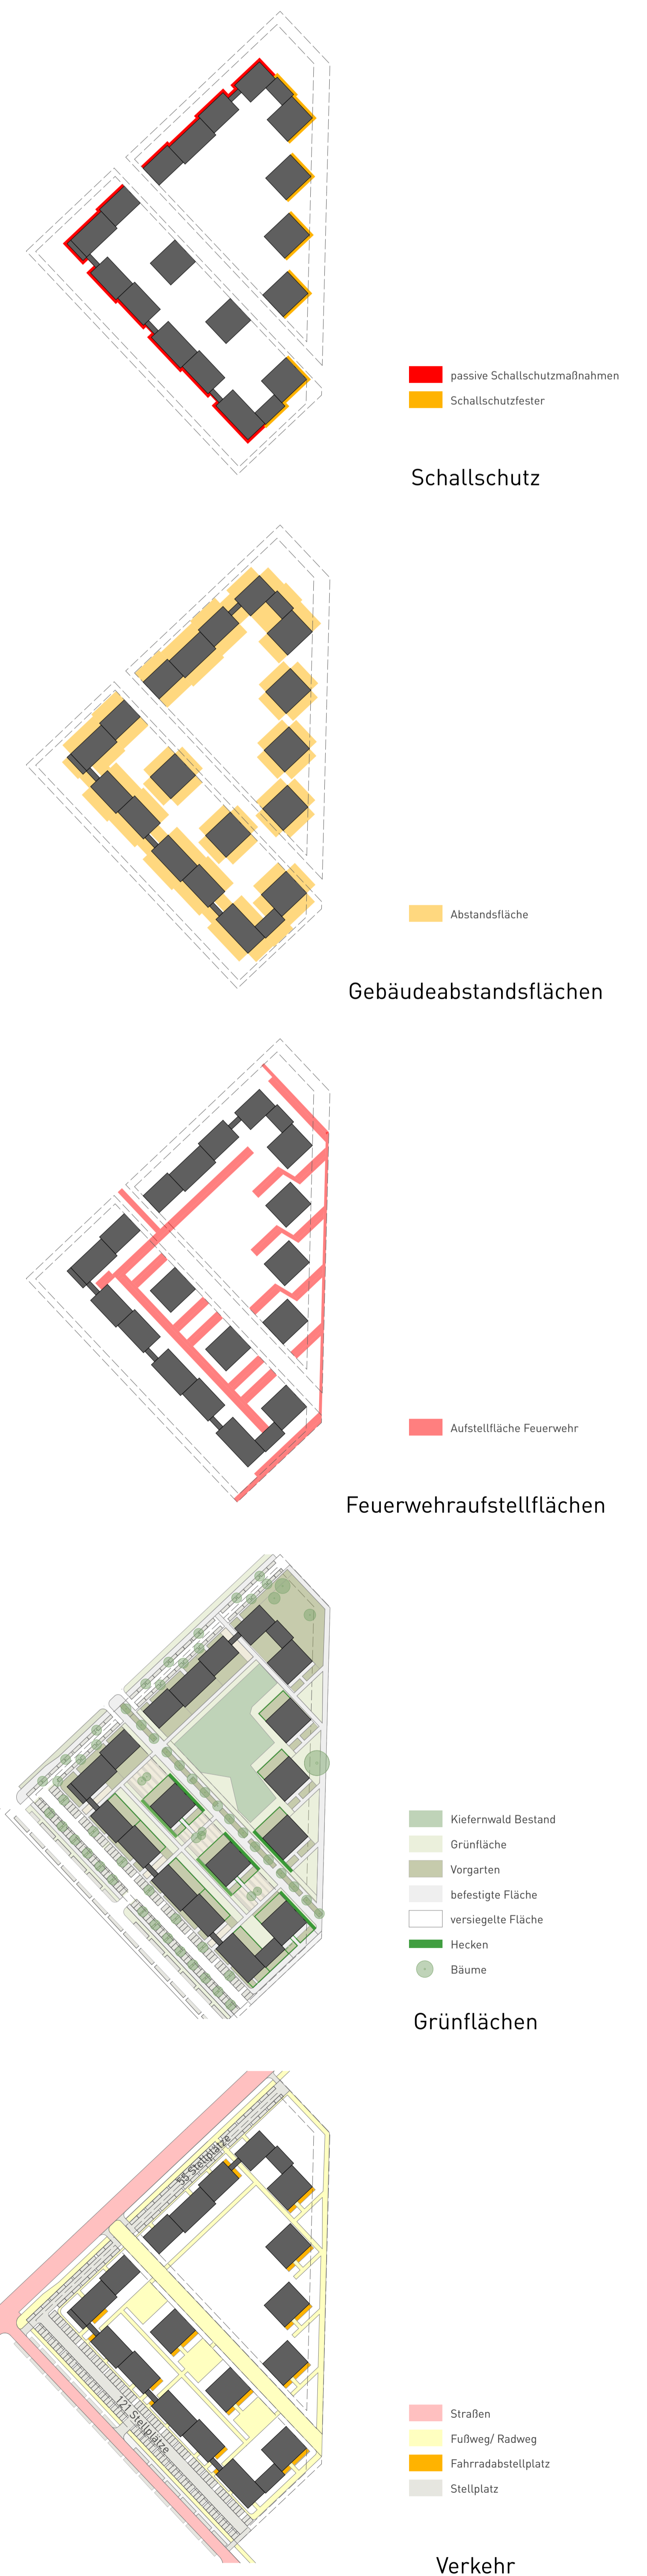 passive Schallschutzmaßnahmen
Schallschutzfester
Schallschutz
Abstandsfläche
Gebäudeabstandsflächen
Aufstellfläche Feuerwehr
Feuerwehraufstellflächen
Kiefernwald Bestand
Grünfläche
Vorgarten
befestigte Fläche
versiegelte Fläche
Hecken
Bäume
Grünflächen
55 Stellplätze
121 Stellplätze
Straßen
Fußweg/ Radweg
Fahrradabstellplatz
Stellplatz
Verkehr